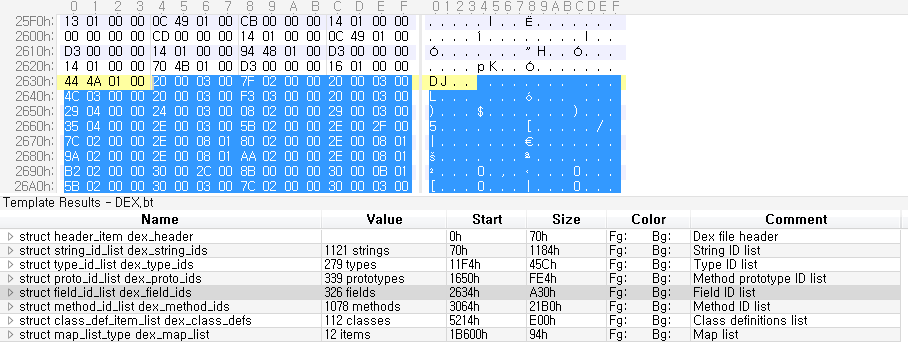 0 1 2 3 4 5 6 7 8 9 A B C D E F 0123456789ABCDEF
25F0h: 13 01 00 00 0C 49 01 00 CB 00 00 00 14 01 00 00 .....I..Ë.......
2600h: 00 00 00 00 CD 00 00 00 14 01 00 00 0C 49 01 00 ....Í........I..
2610h: D3 00 00 00 14 01 00 00 94 48 01 00 D3 00 00 00 Ó.......”H..Ó...
2620h: 14 01 00 00 70 4B 01 00 D3 00 00 00 16 01 00 00 ....pK..Ó.......
2630h: 44 4A 01 00 20 00 03 00 7F 02 00 00 20 00 03 00 DJ.. ....... ...
2640h: 4C 03 00 00 20 00 03 00 F3 03 00 00 20 00 03 00 L... ...ó... ...
2650h: 29 04 00 00 24 00 03 00 08 02 00 00 29 00 03 00 )...$.......)...
2660h: 35 04 00 00 2E 00 03 00 5B 02 00 00 2E 00 2F 00 5.......[...../.
2670h: 7C 02 00 00 2E 00 08 01 80 02 00 00 2E 00 08 01 |.......€.......
2680h: 9A 02 00 00 2E 00 08 01 AA 02 00 00 2E 00 08 01 š.......ª.......
2690h: B2 02 00 00 30 00 2C 00 8B 00 00 00 30 00 0B 01 ²...0.,.‹...0...
26A0h: 5B 02 00 00 30 00 03 00 7C 02 00 00 30 00 03 00 [...0...|...0...
Template Results - DEX.bt
Name Value Start Size Color Comment
struct header_item dex_header 0h 70h Fg: Bg: Dex file header
struct string_id_list dex_string_ids 1121 strings 70h 1184h Fg: Bg: String ID list
struct type_id_list dex_type_ids 279 types 11F4h 45Ch Fg: Bg: Type ID list
struct proto_id_list dex_proto_ids 339 prototypes 1650h FE4h Fg: Bg: Method prototype ID list
struct field_id_list dex_field_ids 326 fields 2634h A30h Fg: Bg: Field ID list
struct method_id_list dex_method_ids 1078 methods 3064h 21B0h Fg: Bg: Method ID list
struct class_def_item_list dex_class_defs 112 classes 5214h E00h Fg: Bg: Class definitions list
struct map_list_type dex_map_list 12 items 1B600h 94h Fg: Bg: Map list